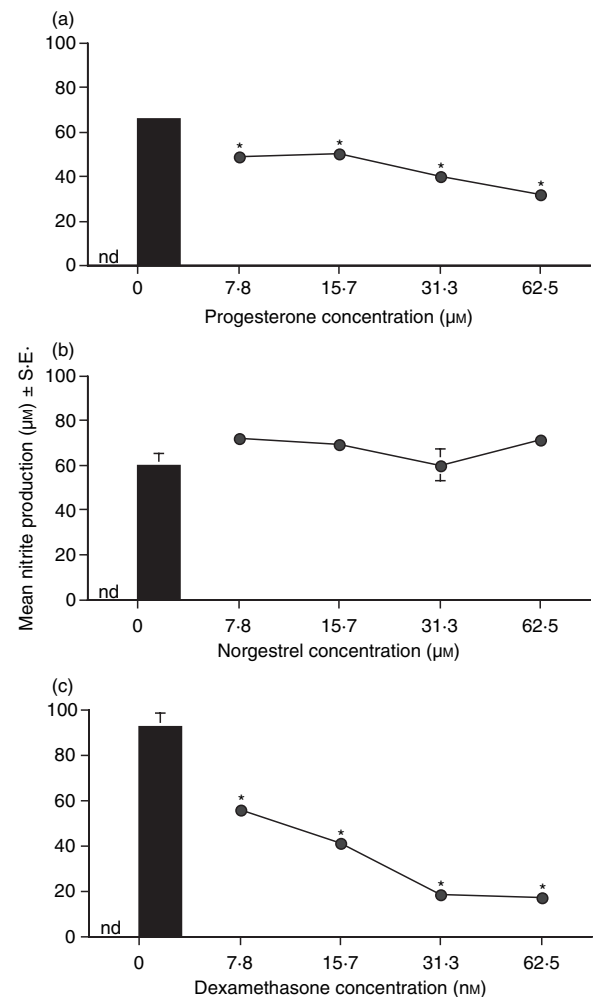 (a)
100
80
60
40
20
0
nd
* * * *
0 7·8 15·7 31·3 62·5
Progesterone concentration (µM)
Mean nitrite production (µM) ± S·E·
(b)
100
80
60
40
20
0
nd
0 7·8 15·7 31·3 62·5
Norgestrel concentration (µM)
(c)
100
80
60
40
20
0
nd
* * * *
0 7·8 15·7 31·3 62·5
Dexamethasone concentration (nM)